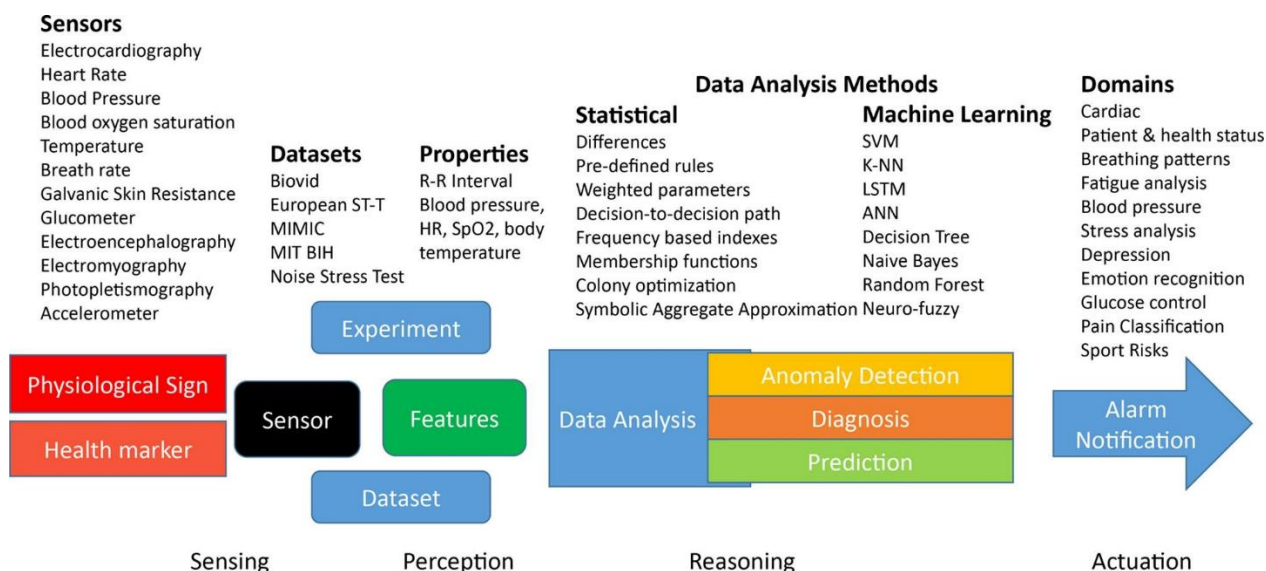 Sensors
Electrocardiography
Heart Rate
Blood Pressure
Blood oxygen saturation
Temperature
Breath rate
Galvanic Skin Resistance
Glucometer
Electroencephalography
Electromyography
Photopletismography
Accelerometer
Datasets
Biovid
European ST-T
MIMIC
MIT BIH
Noise Stress Test
Properties
R-R Interval
Blood pressure,
HR, SpO2, body
temperature
Data Analysis Methods
Statistical
Differences
Pre-defined rules
Weighted parameters
Decision-to-decision path
Frequency based indexes
Membership functions
Colony optimization
Symbolic Aggregate Approximation
Machine Learning
SVM
K-NN
LSTM
ANN
Decision Tree
Naive Bayes
Random Forest
Neuro-fuzzy
Domains
Cardiac
Patient & health status
Breathing patterns
Fatigue analysis
Blood pressure
Stress analysis
Depression
Emotion recognition
Glucose control
Pain Classification
Sport Risks
Physiological Sign
Health marker
Sensor
Experiment
Features
Dataset
Data Analysis
Anomaly Detection
Diagnosis
Prediction
Alarm
Notification
Sensing
Perception
Reasoning
Actuation